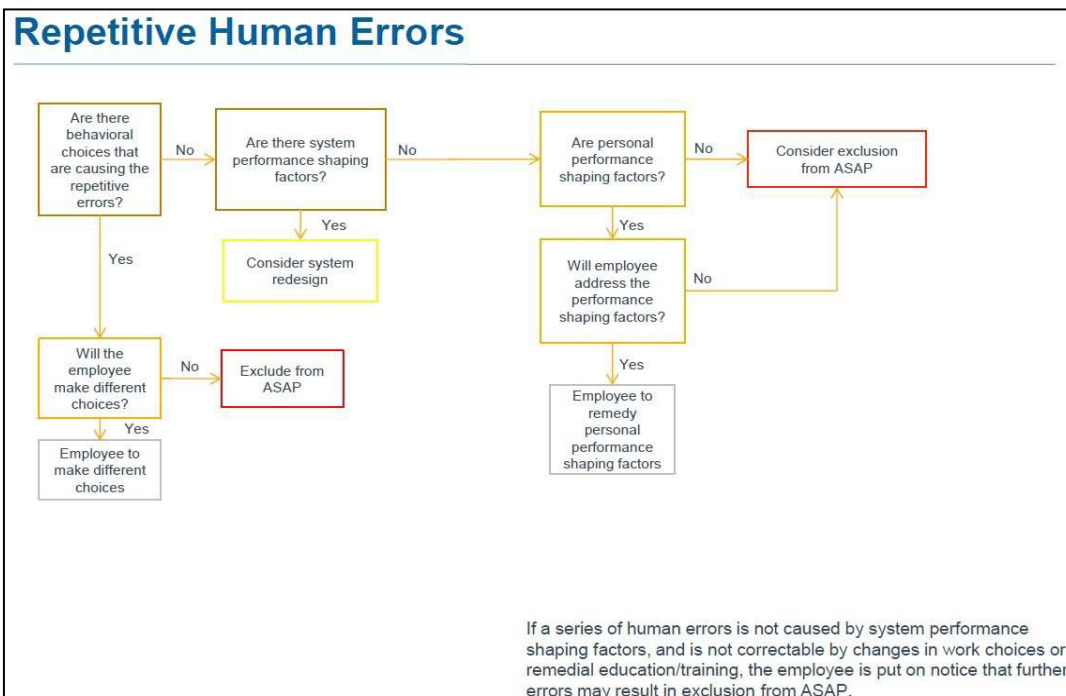 Repetitive Human Errors
Are there
behavioral
choices that
are causing the
repetitive
errors?
No
Are there system
performance shaping
factors?
No
Are personal
performance
shaping factors?
No
Consider exclusion
from ASAP
Yes
Yes
Yes
Consider system
redesign
Will employee
address the
performance
shaping factors?
No
Will the
employee
make different
choices?
No
Exclude from
ASAP
Yes
Yes
Employee to
make different
choices
Employee to
remedy
personal
performance
shaping factors
If a series of human errors is not caused by system performance
shaping factors, and is not correctable by changes in work choices or
remedial education/training, the employee is put on notice that further
errors may result in exclusion from ASAP.